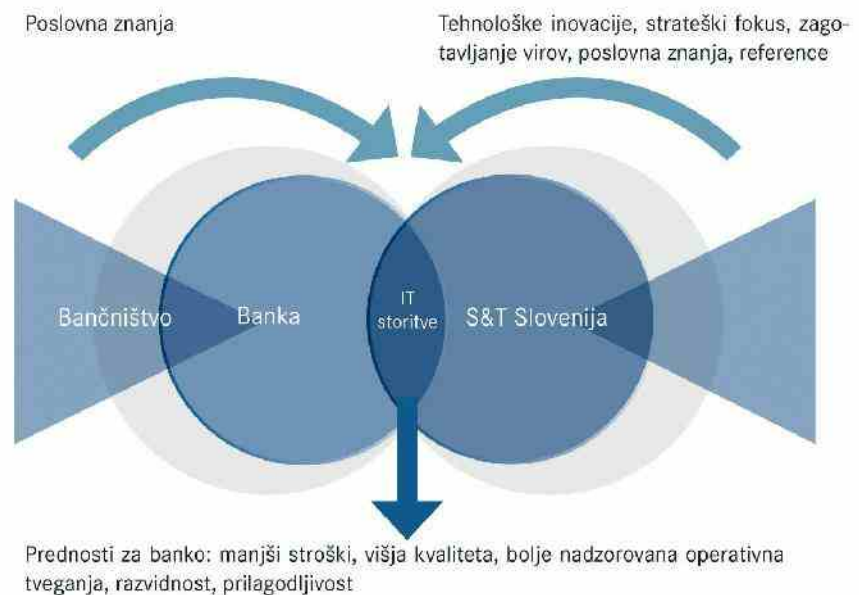 Poslovna znanja
Tehnološke inovacije, strateški fokus, zago-
tavljanje virov, poslovna znanja, reference
Bančništvo
Banka
IT
storitve
S&T Slovenija
Prednosti za banko: manjši stroški, višja kvaliteta, bolje nadzorovana operativna
tveganja, razvidnost, prilagodljivost